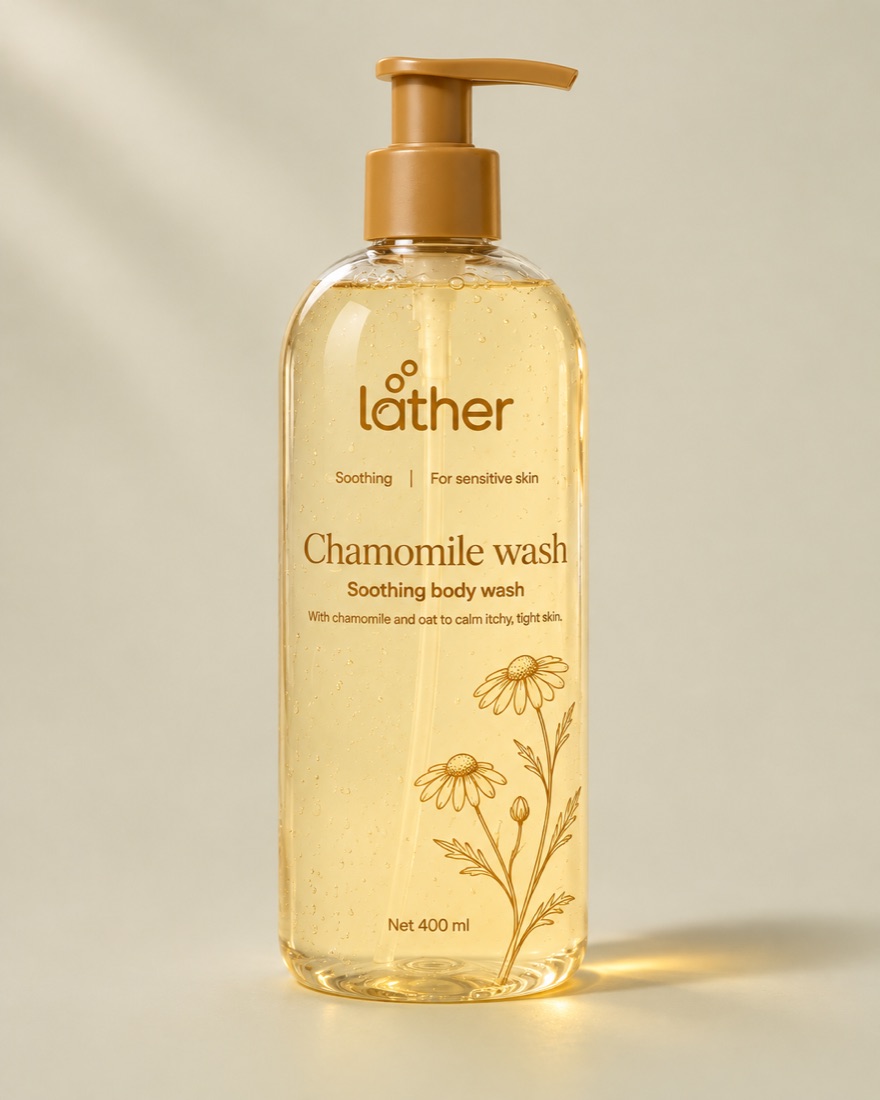 lather
Soothing | For sensitive skin
Chamomile wash
Soothing body wash
With chamomile and oat to calm itchy, tight skin.
Net 400 ml